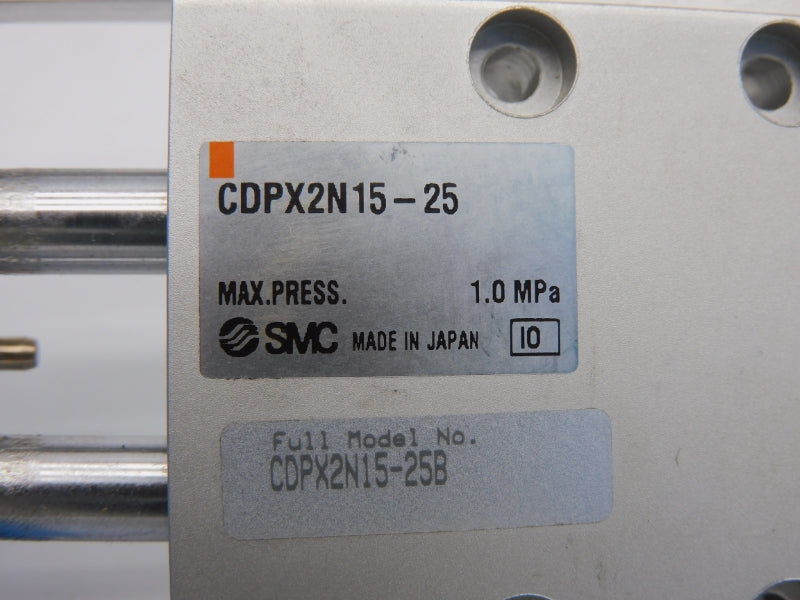 CDPX2N15-25
MAX.PRESS. 1.0 MPa
SMC MADE IN JAPAN IO
Full Model No.
CDPX2N15-25B